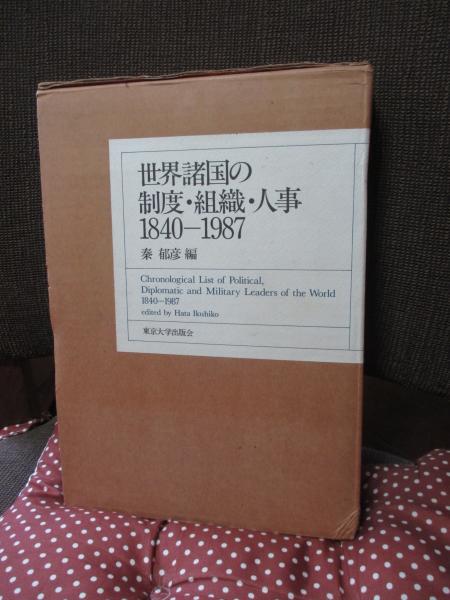 世界諸国の
制度・組織・人事
1840―1987
秦 郁彦 編
Chronological List of Political,
Diplomatic and Military Leaders of the World
1840―1987
edited by Hata Ikuhiko
東京大学出版会